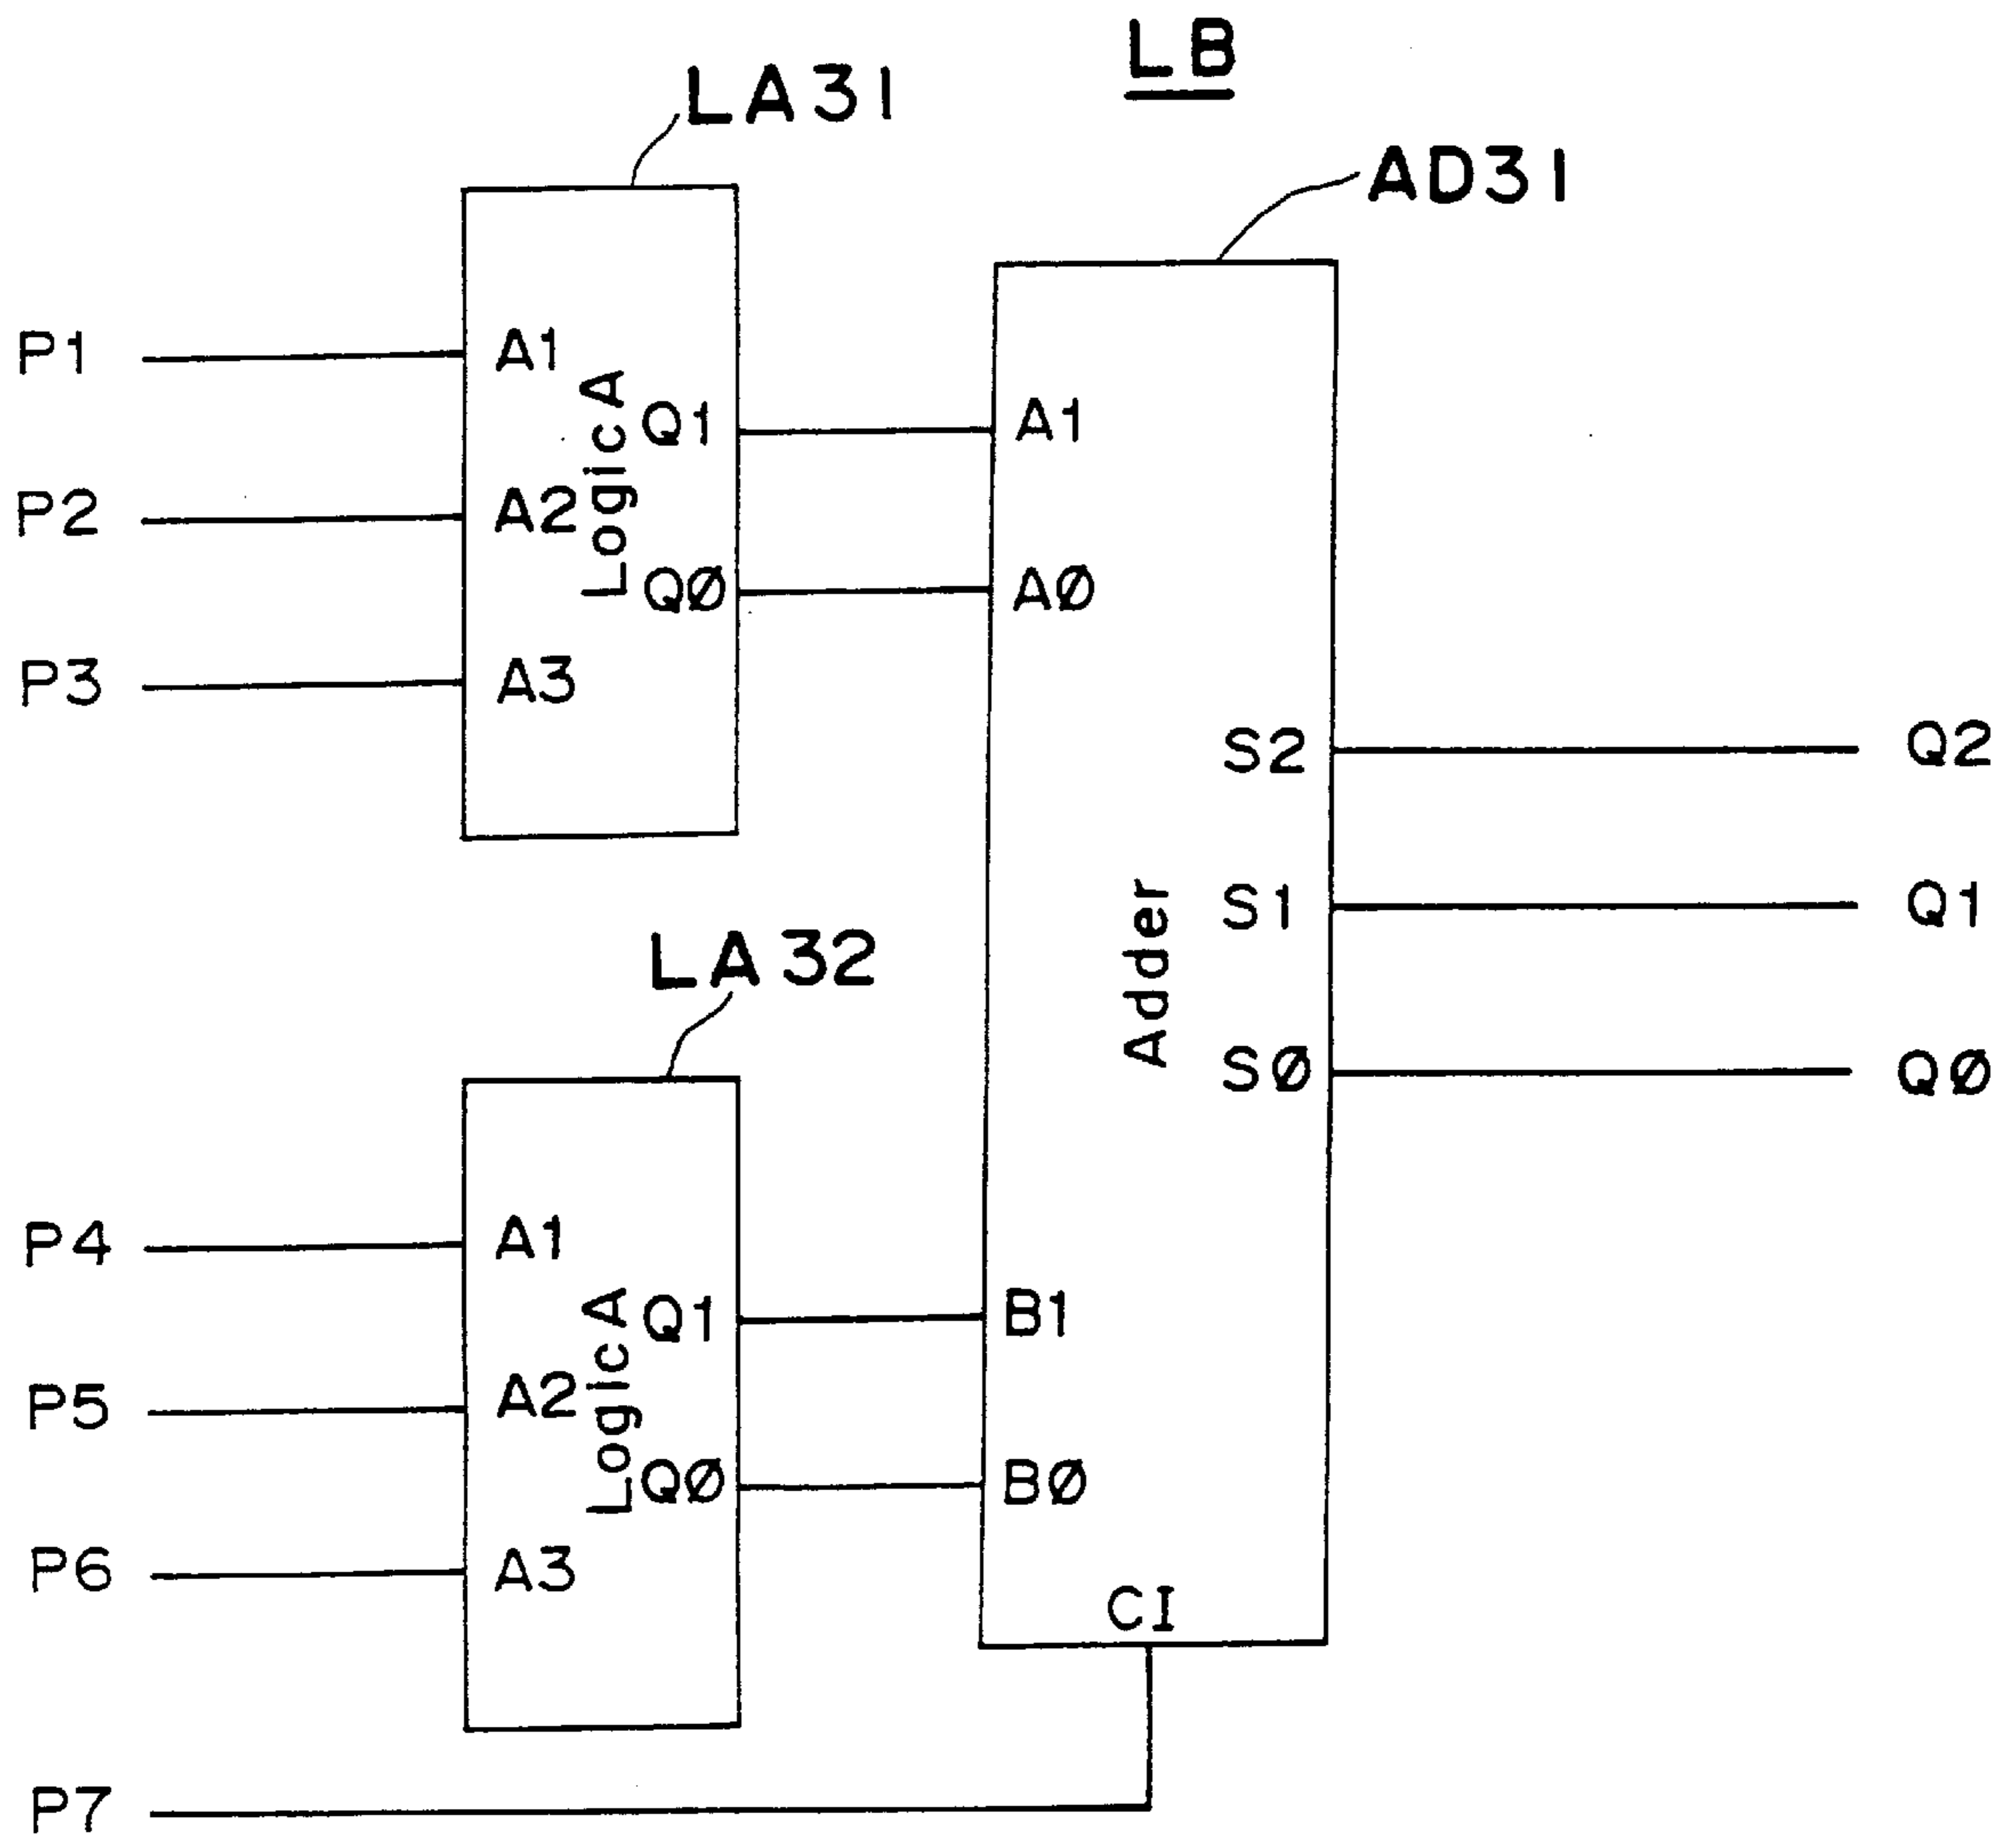 LB
LA31
AD31
P1
A1
P2
A2
P3
A3
LogicA
Q1
QØ
A1
AØ
Adder
S2
Q2
S1
Q1
SØ
QØ
LA32
P4
A1
P5
A2
P6
A3
LogicA
Q1
QØ
B1
BØ
CI
P7